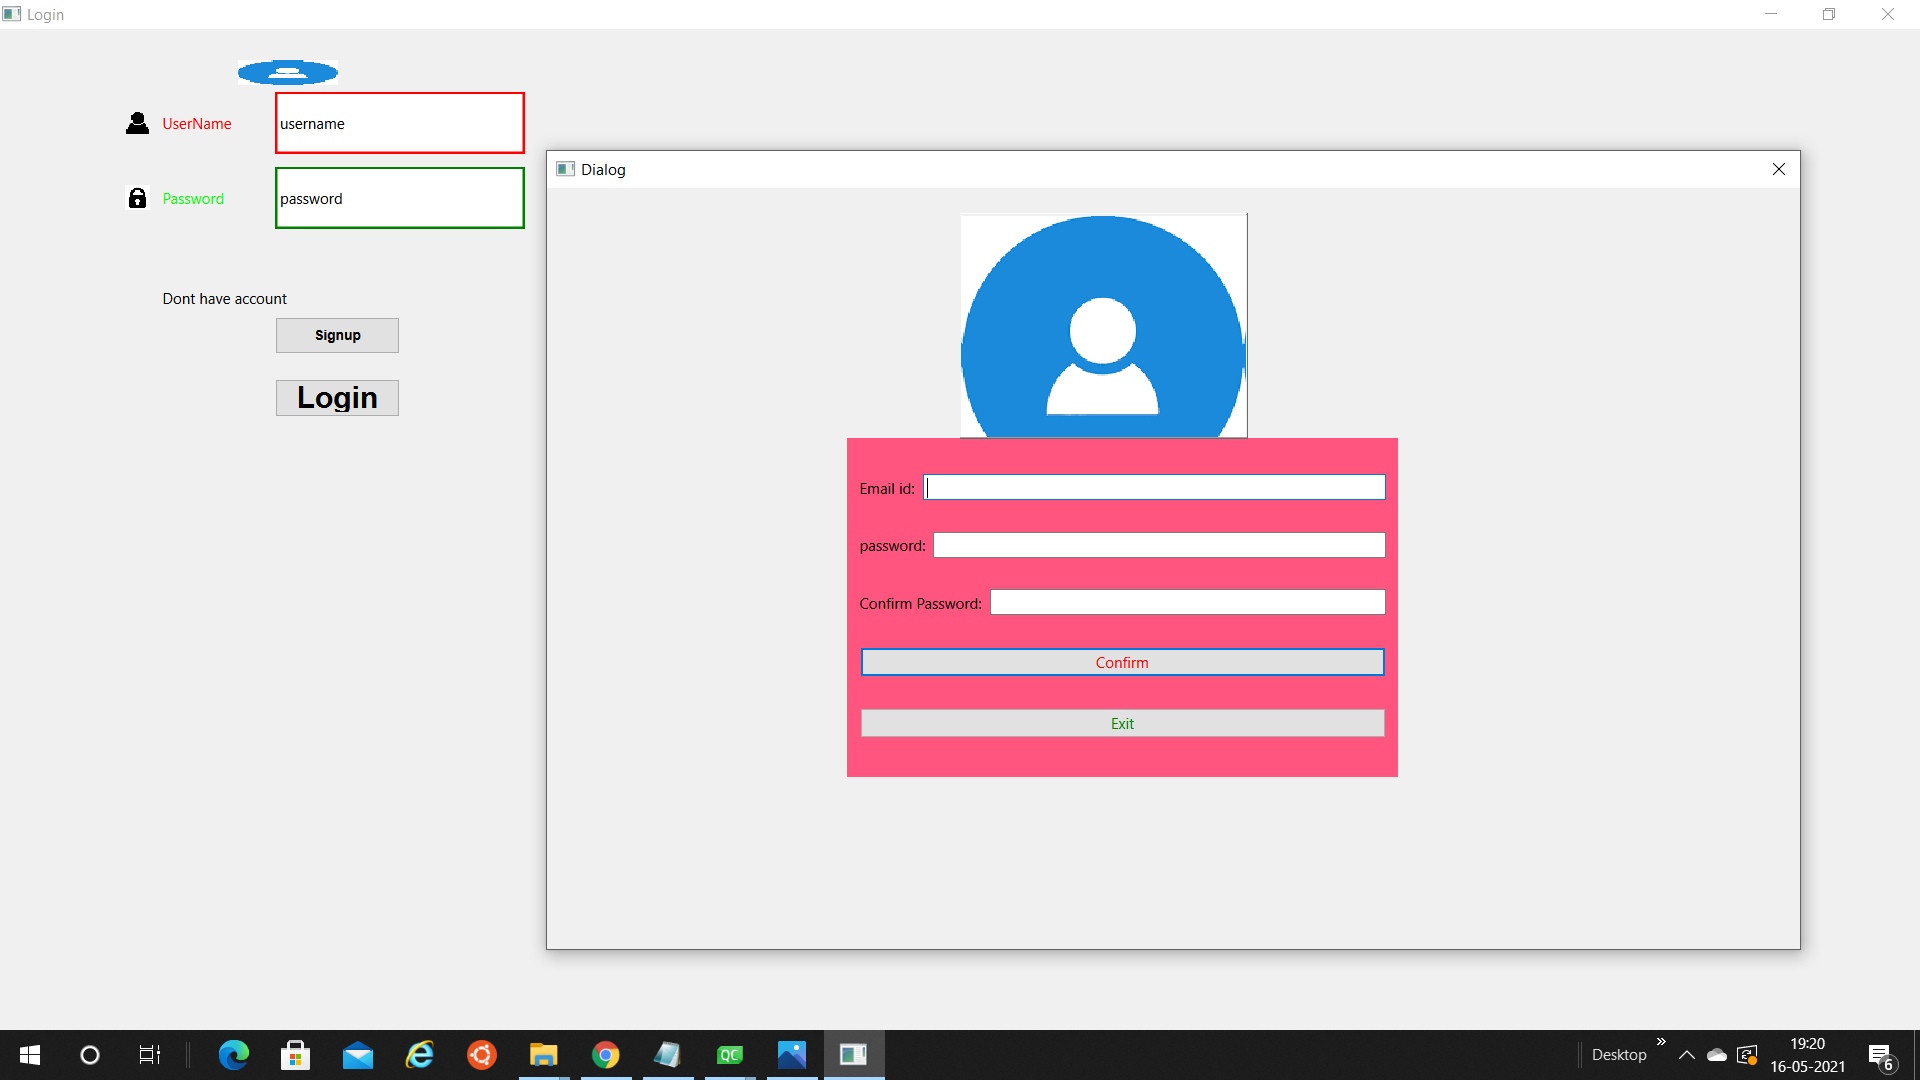 Login
UserName
username
Password
password
Dont have account
Signup
Login
Dialog
Email id:
password:
Confirm Password:
Confirm
Exit
QC
Desktop
19:20
16-05-2021
6